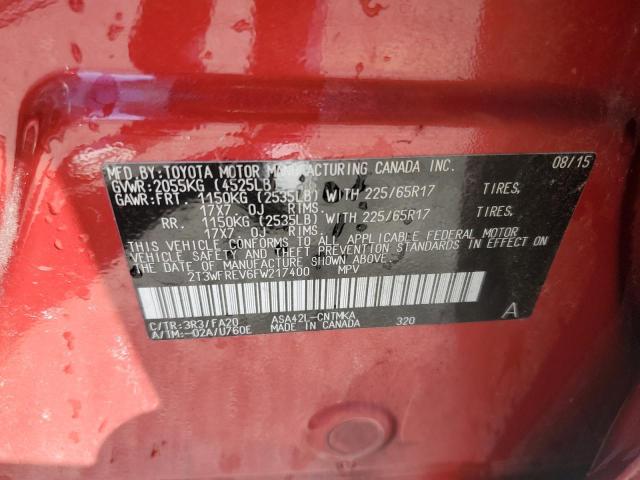 MFD.BY:TOYOTA MOTOR MANUFACTURING CANADA INC. 08/15
GVWR:2055KG (4525LB)
GAWR:FRT. 1150KG (2535LB) WITH 225/65R17 TIRES,
17X7 OJ RIMS,
RR. 1150KG (2535LB) WITH 225/65R17 TIRES,
17X7 OJ RIMS,
THIS VEHICLE CONFORMS TO ALL APPLICABLE FEDERAL MOTOR
VEHICLE SAFETY AND THEFT PREVENTION STANDARDS IN EFFECT
ON THE DATE OF MANUFACTURE SHOWN ABOVE.
2T3WFREV6FW217400 MPV
C/TR:3R3/FA20 ASA42L-CNTMKA A
A/TM:-02A/U760E MADE IN CANADA 320